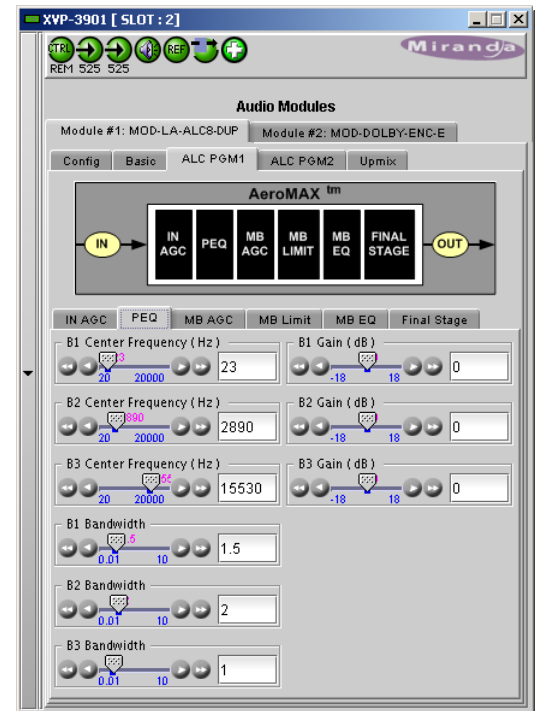 XVP-3901 [ SLOT : 2]
CTRL REF
REM 525 525
Miranda
Audio Modules
Module #1: MOD-LA-ALC8-DUP Module #2: MOD-DOLBY-ENC-E
Config Basic ALC PGM1 ALC PGM2 Upmix
AeroMAX tm
IN IN AGC PEQ MB AGC MB LIMIT MB EQ FINAL STAGE OUT
IN AGC PEQ MB AGC MB Limit MB EQ Final Stage
B1 Center Frequency ( Hz ) B1 Gain ( dB )
23 0
20 20000 -18 18
B2 Center Frequency ( Hz ) B2 Gain ( dB )
890
2890 0
20 20000 -18 18
B3 Center Frequency ( Hz ) B3 Gain ( dB )
15530 0
20 20000 -18 18
B1 Bandwidth
.5
1.5
0.01 10
B2 Bandwidth
2
0.01 10
B3 Bandwidth
1
0.01 10